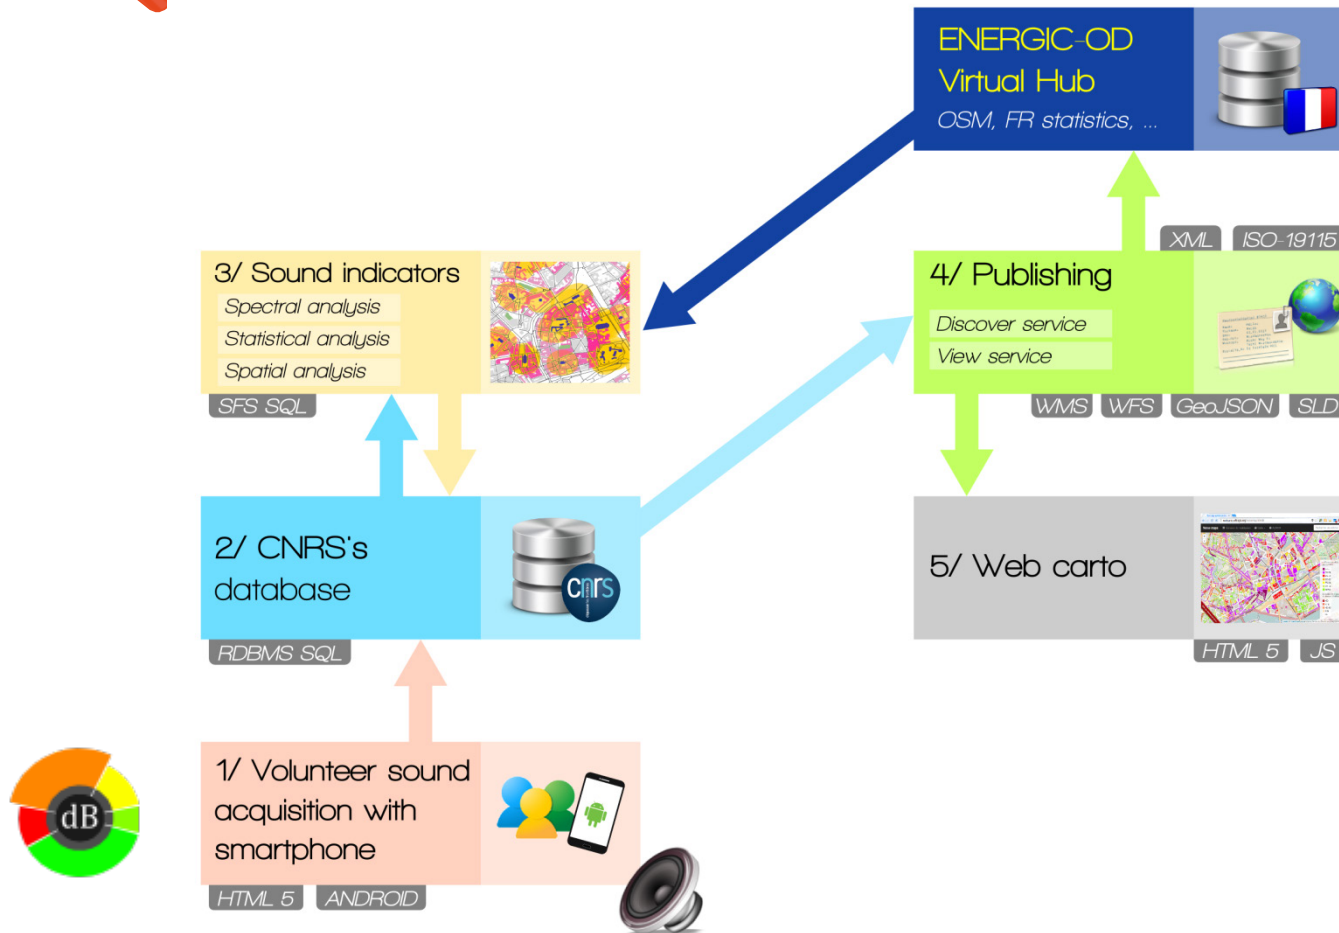 ENERGIC-OD
Virtual Hub
OSM, FR statistics, ...
XML
ISO-19115
3/ Sound indicators
Spectral analysis
Statistical analysis
Spatial analysis
SFS SQL
4/ Publishing
Discover service
View service
WMS
WFS
GeoJSON
SLD
2/ CNRS's
database
cnrs
RDBMS SQL
5/ Web carto
HTML 5
JS
1/ Volunteer sound
acquisition with
smartphone
HTML 5
ANDROID
dB